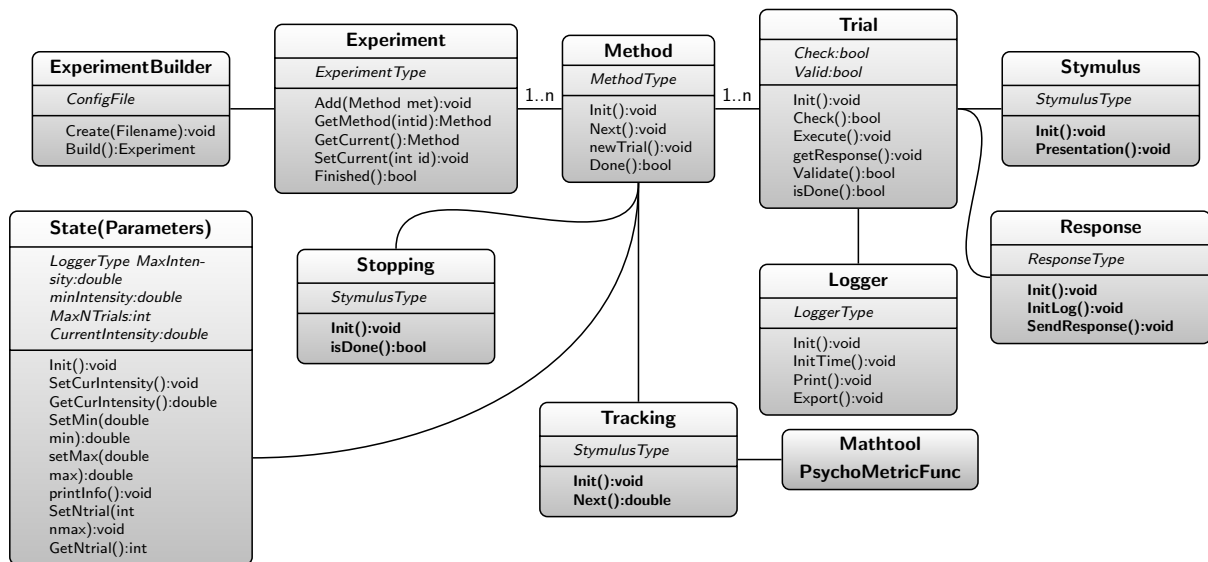 ExperimentBuilder
ConfigFile
Create(Filename):void
Build():Experiment
Experiment
ExperimentType
Add(Method met):void
GetMethod(intid):Method
GetCurrent():Method
SetCurrent(int id):void
Finished():bool
1..n
Method
MethodType
Init():void
Next():void
newTrial():void
Done():bool
1..n
Trial
Check:bool
Valid:bool
Init():void
Check():bool
Execute():void
getResponse():void
Validate():bool
isDone():bool
Stymulus
StymulusType
Init():void
Presentation():void
State(Parameters)
LoggerType MaxInten-
sity:double
minIntensity:double
MaxNTrials:int
CurrentIntensity:double
Init():void
SetCurIntensity():void
GetCurIntensity():double
SetMin(double
min):double
setMax(double
max):double
printInfo():void
SetNtrial(int
nmax):void
GetNtrial():int
Stopping
StymulusType
Init():void
isDone():bool
Logger
LoggerType
Init():void
InitTime():void
Print():void
Export():void
Response
ResponseType
Init():void
InitLog():void
SendResponse():void
Tracking
StymulusType
Init():void
Next():double
Mathtool
PsychoMetricFunc